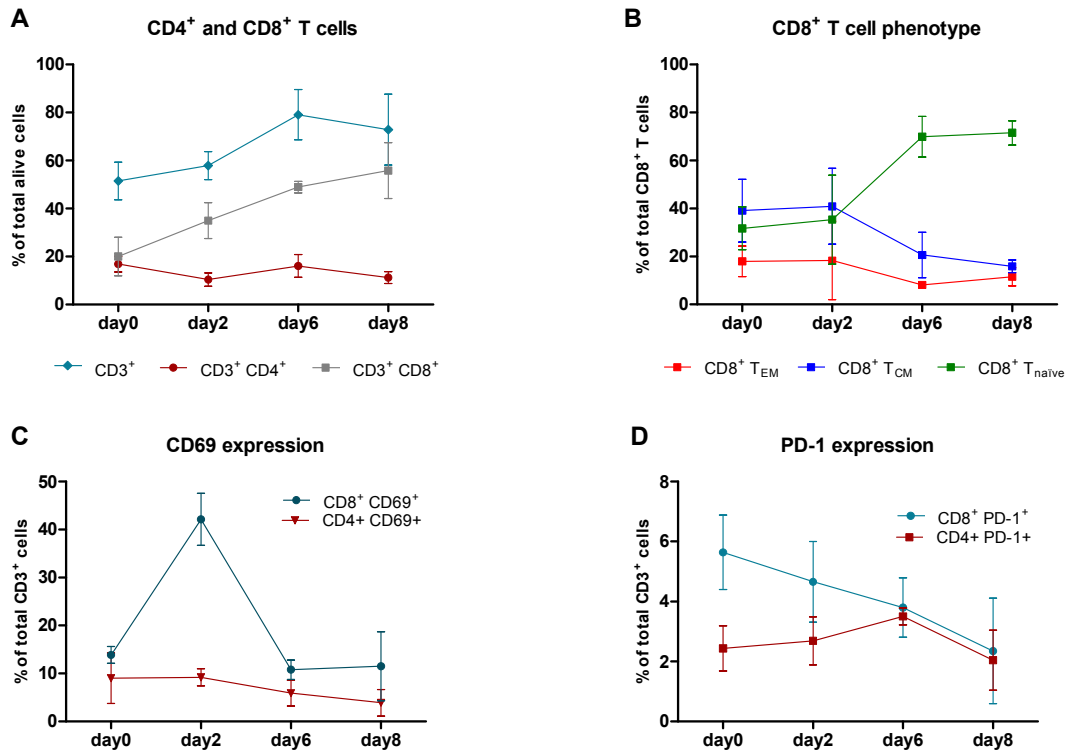 A
CD4⁺ and CD8⁺ T cells
% of total alive cells
100
80
60
40
20
0
day0 day2 day6 day8
CD3⁺ CD3⁺ CD4⁺ CD3⁺ CD8⁺
B
CD8⁺ T cell phenotype
% of total CD8⁺ T cells
100
80
60
40
20
0
day0 day2 day6 day8
CD8⁺ T_EM CD8⁺ T_CM CD8⁺ T_naïve
C
CD69 expression
% of total CD3⁺ cells
50
40
30
20
10
0
day0 day2 day6 day8
CD8⁺ CD69⁺
CD4+ CD69+
D
PD-1 expression
% of total CD3⁺ cells
8
6
4
2
0
day0 day2 day6 day8
CD8⁺ PD-1⁺
CD4+ PD-1+